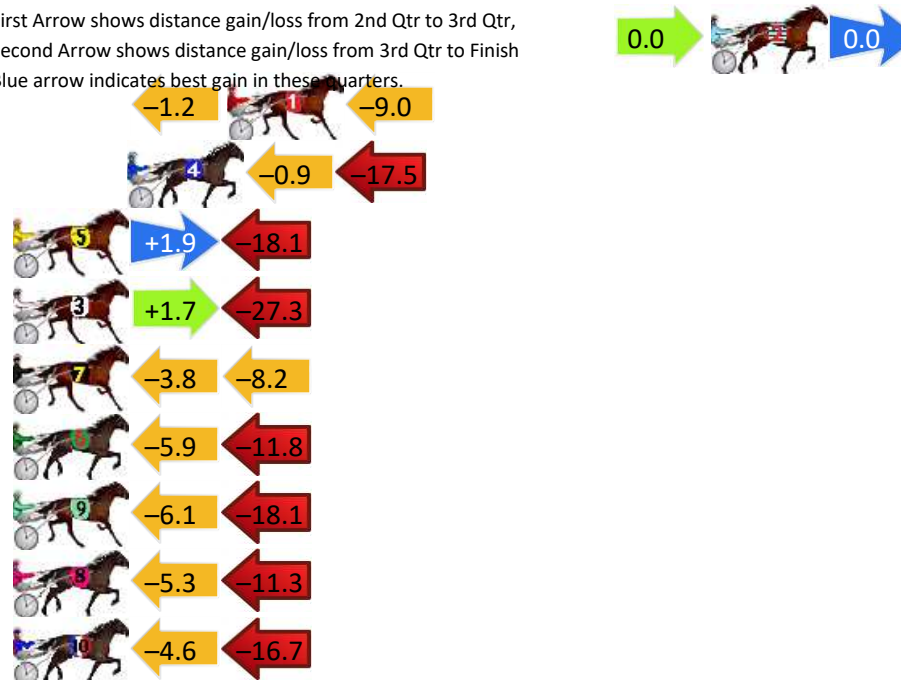 irst Arrow shows distance gain/loss from 2nd Qtr to 3rd Qtr,
econd Arrow shows distance gain/loss from 3rd Qtr to Finish
lue arrow indicates best gain in these quarters.
0.0 2 0.0
−1.2 1 −9.0
4 −0.9 −17.5
5 +1.9 −18.1
3 +1.7 −27.3
7 −3.8 −8.2
6 −5.9 −11.8
9 −6.1 −18.1
8 −5.3 −11.3
10 −4.6 −16.7